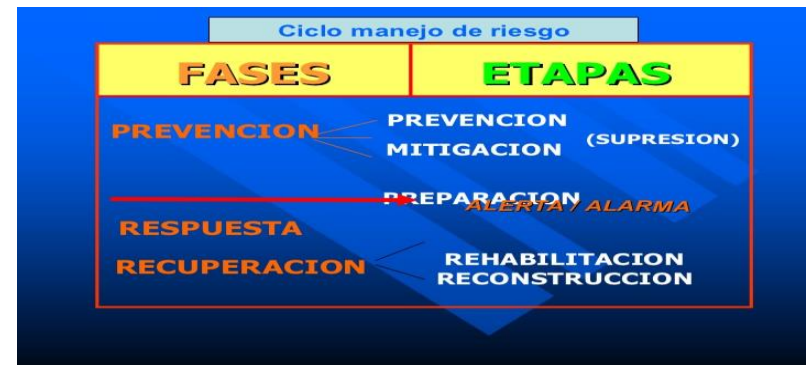 Ciclo manejo de riesgo
FASES ETAPAS
PREVENCION
PREVENCION
(SUPRESION)
MITIGACION
PREPARACION
ALERTA / ALARMA
RESPUESTA
RECUPERACION
REHABILITACION
RECONSTRUCCION